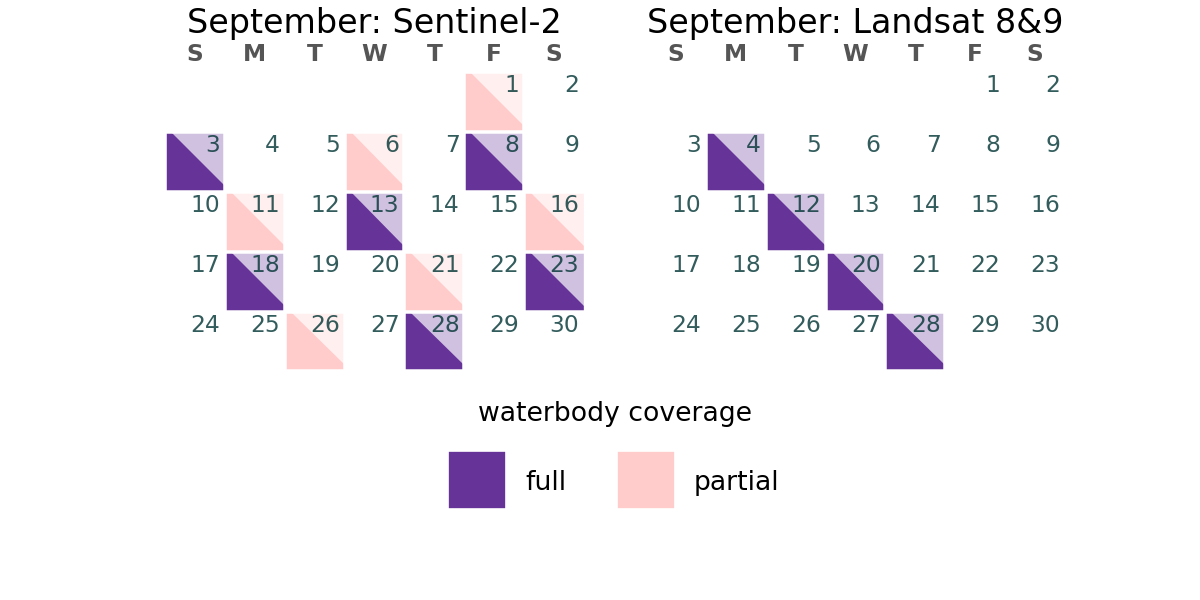 September: Sentinel-2
S M T W T F S
1 2
3 4 5 6 7 8 9
10 11 12 13 14 15 16
17 18 19 20 21 22 23
24 25 26 27 28 29 30
September: Landsat 8&9
S M T W T F S
1 2
3 4 5 6 7 8 9
10 11 12 13 14 15 16
17 18 19 20 21 22 23
24 25 26 27 28 29 30
waterbody coverage
full partial